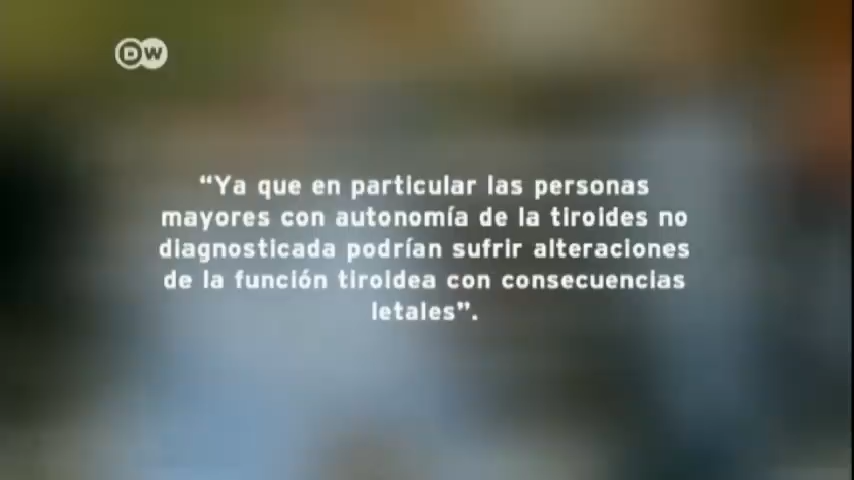 DW
“Ya que en particular las personas
mayores con autonomía de la tiroides no
diagnosticada podrían sufrir alteraciones
de la función tiroidea con consecuencias
letales”.